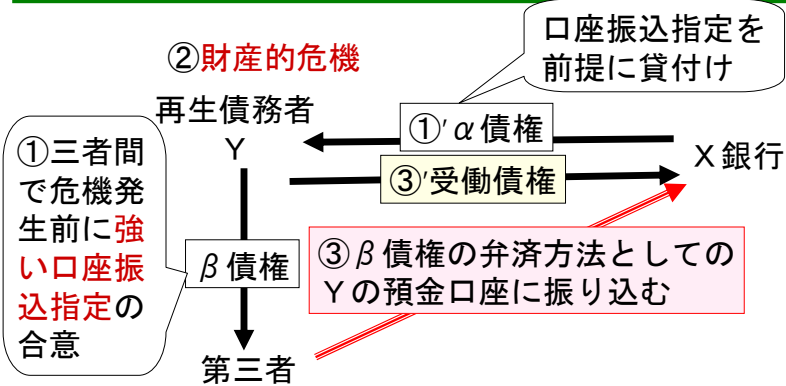 口座振込指定を
前提に貸付け
②財産的危機
再生債務者
Y
①′α債権
X銀行
③′受働債権
①三者間
で危機発
生前に強
い口座振
込指定の
合意
β債権
③β債権の弁済方法としての
Yの預金口座に振り込む
第三者